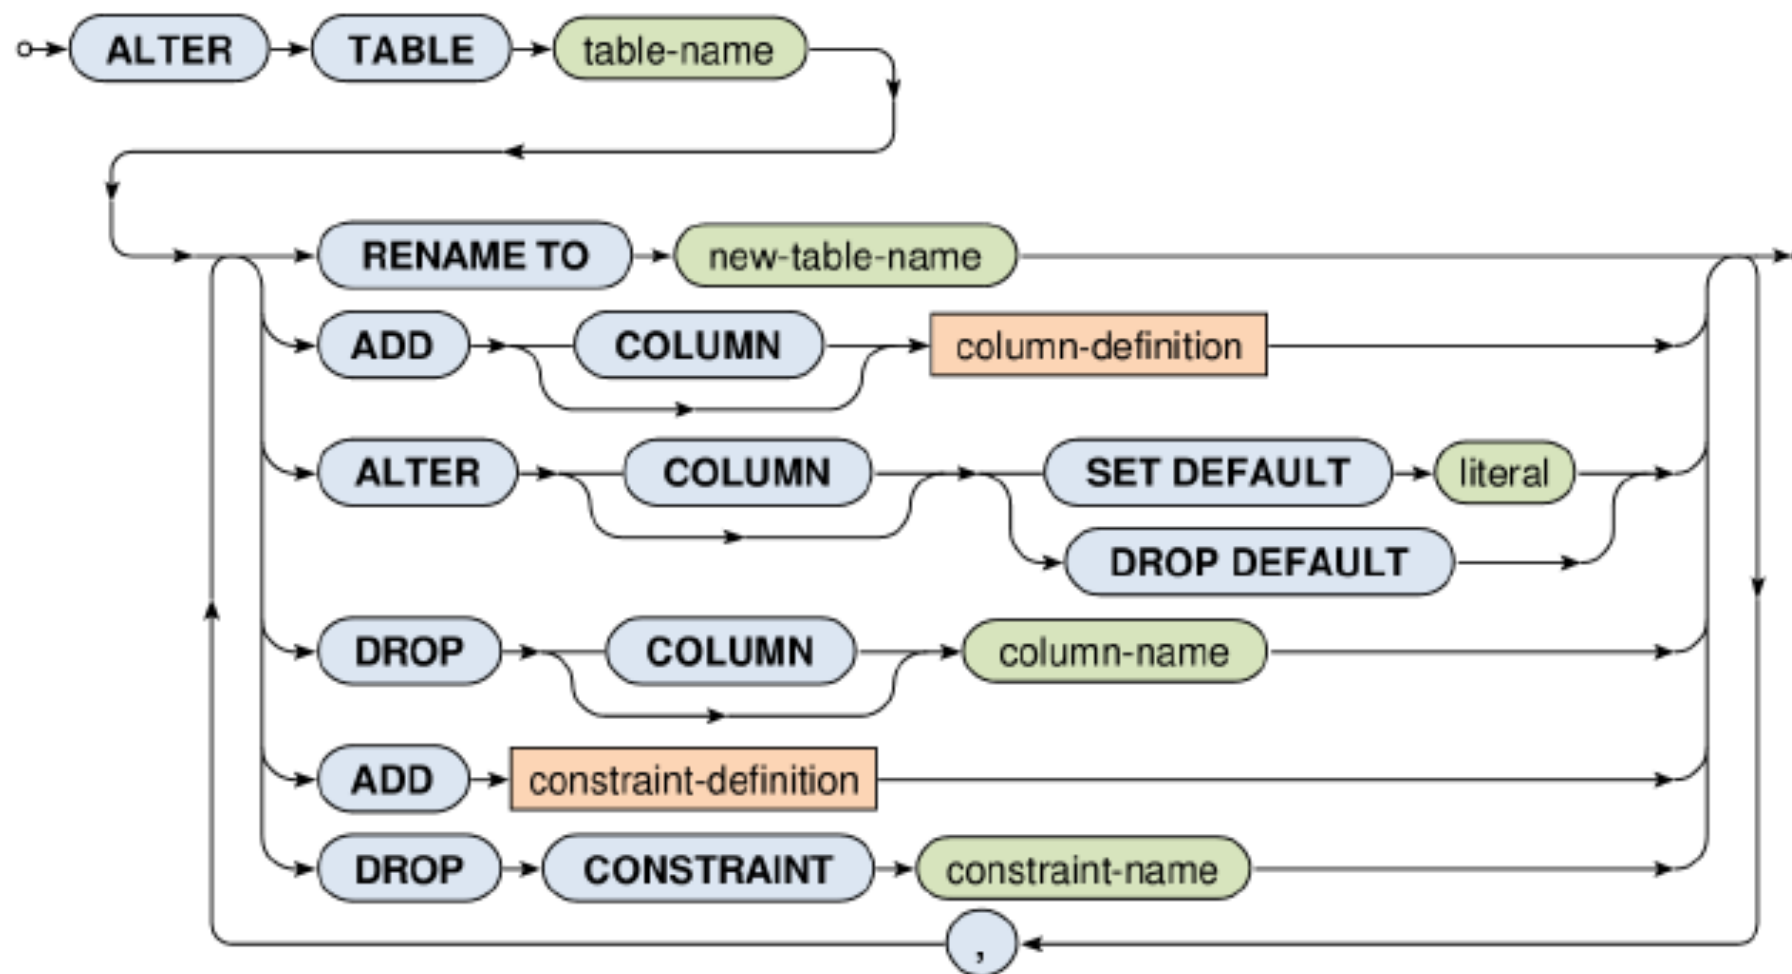 ALTER TABLE table-name
RENAME TO new-table-name
ADD COLUMN column-definition
ALTER COLUMN SET DEFAULT literal
DROP DEFAULT
DROP COLUMN column-name
ADD constraint-definition
DROP CONSTRAINT constraint-name
,